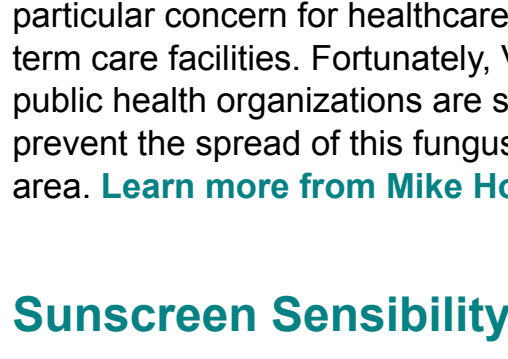 particular concern for healthcare
term care facilities. Fortunately,
public health organizations are
prevent the spread of this fungus
area. Learn more from Mike
Sunscreen Sensibility